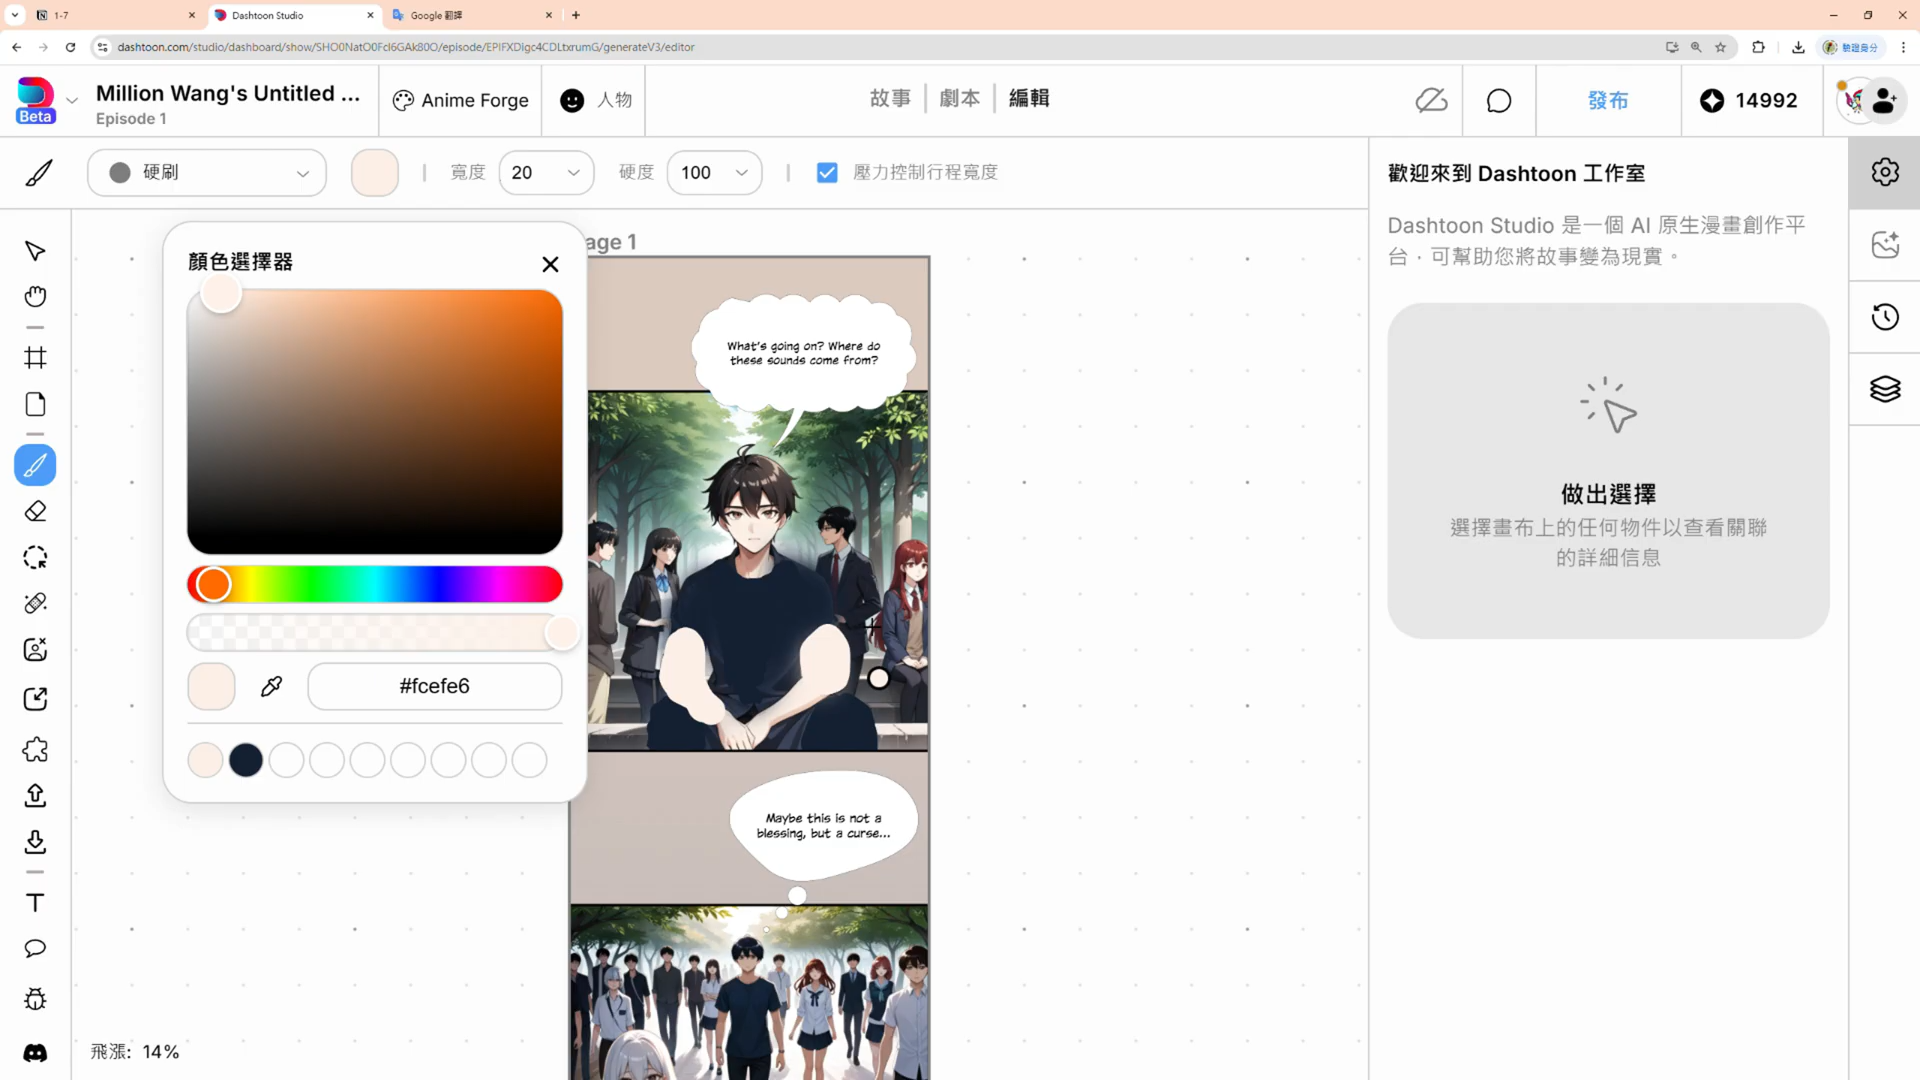 1-7
Dashtoon Studio
Google 翻譯
dashtoon.com/studio/dashboard/show/SHO0NatO0FcI6GAk80O/episode/EPIFXDigc4CDLtxrumG/generateV3/editor
驗證身分
Beta
Million Wang's Untitled ...
Episode 1
Anime Forge
人物
故事
劇本
編輯
發布
14992
硬刷
寬度
20
硬度
100
壓力控制行程寬度
歡迎來到 Dashtoon 工作室
Dashtoon Studio 是一個 AI 原生漫畫創作平
台，可幫助您將故事變為現實。
做出選擇
選擇畫布上的任何物件以查看關聯
的詳細信息
顏色選擇器
#fcefe6
age 1
What's going on? Where do
these sounds come from?
Maybe this is not a
blessing, but a curse...
T
飛漲: 14%